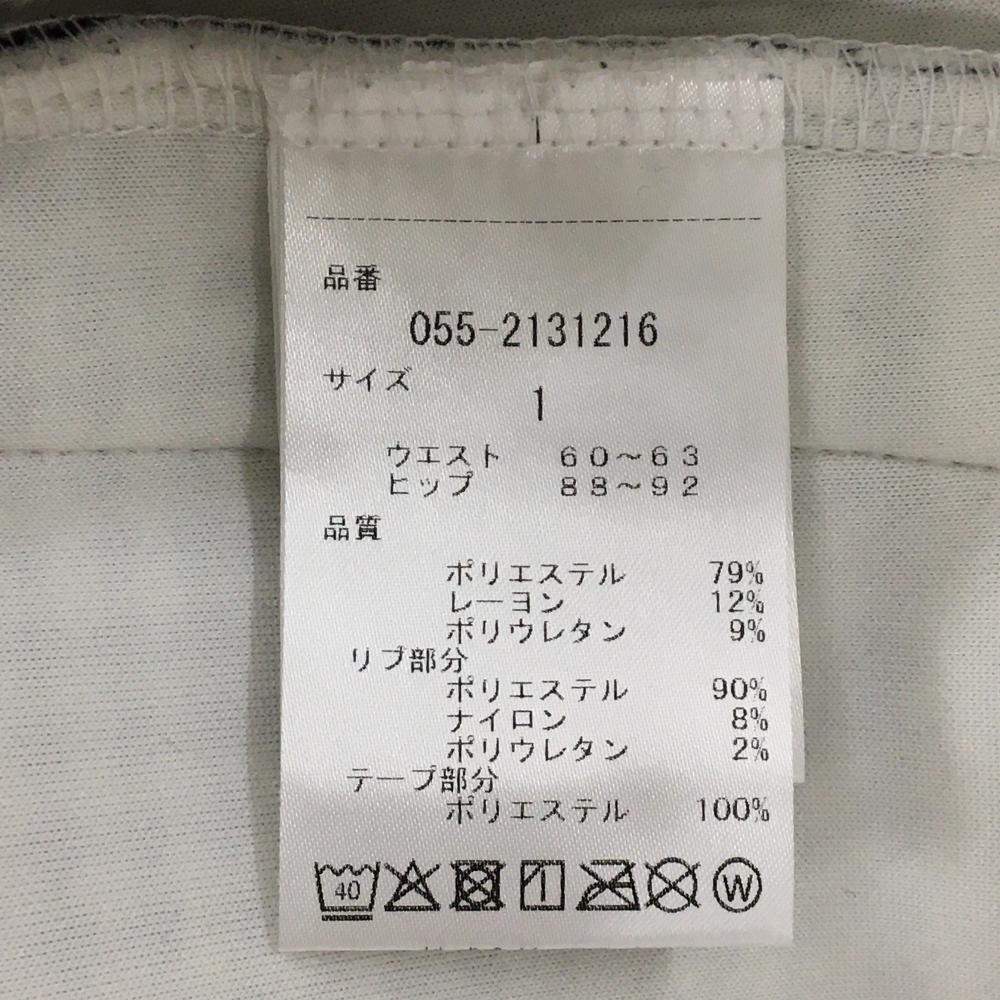 品番
055-2131216
サイズ
1
ウエスト 60～63
ヒップ 88～92
品質
ポリエステル 79%
レーヨン 12%
ポリウレタン 9%
リブ部分
ポリエステル 90%
ナイロン 8%
ポリウレタン 2%
テープ部分
ポリエステル 100%
40 W